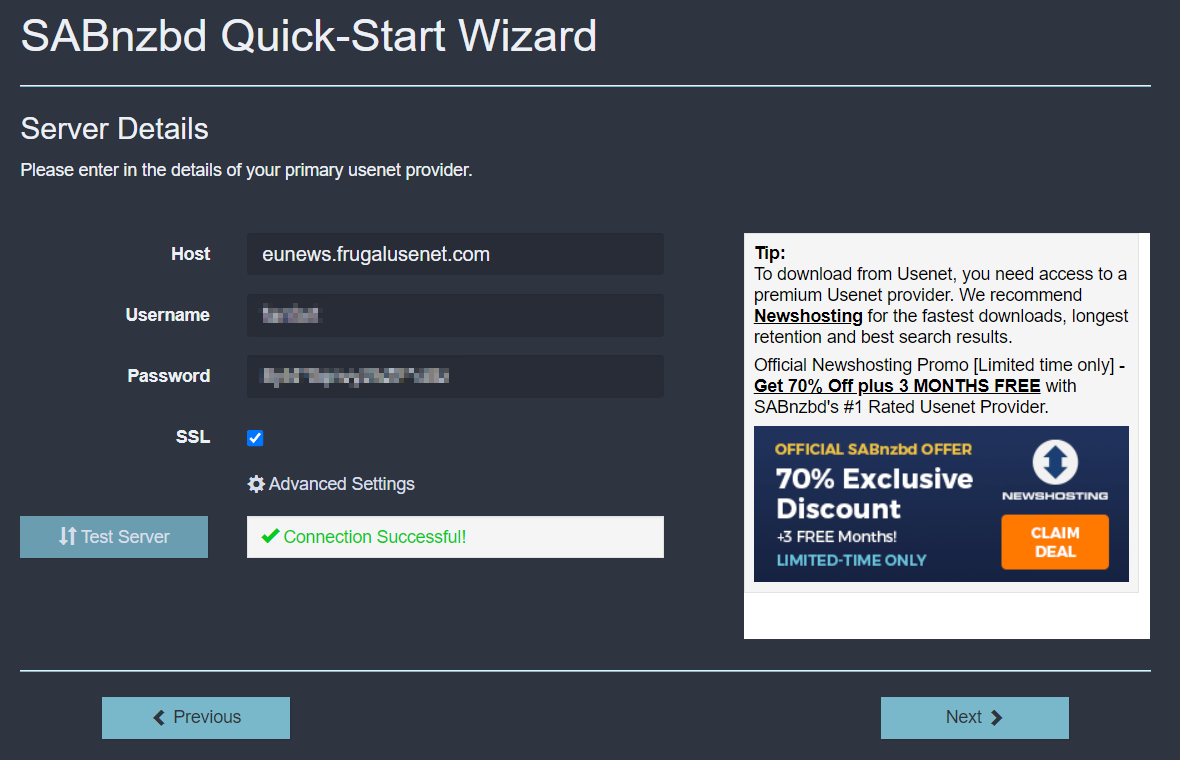 SABnzbd Quick-Start Wizard
Server Details
Please enter in the details of your primary usenet provider.
Host
eunews.frugalusenet.com
Username
Password
SSL
Advanced Settings
Test Server
Connection Successful!
Tip:
To download from Usenet, you need access to a
premium Usenet provider. We recommend
Newshosting for the fastest downloads, longest
retention and best search results.
Official Newshosting Promo [Limited time only] -
Get 70% Off plus 3 MONTHS FREE with
SABnzbd's #1 Rated Usenet Provider.
OFFICIAL SABnzbd OFFER
70% Exclusive
Discount
+3 FREE Months!
LIMITED-TIME ONLY
NEWSHOSTING
CLAIM
DEAL
Previous
Next